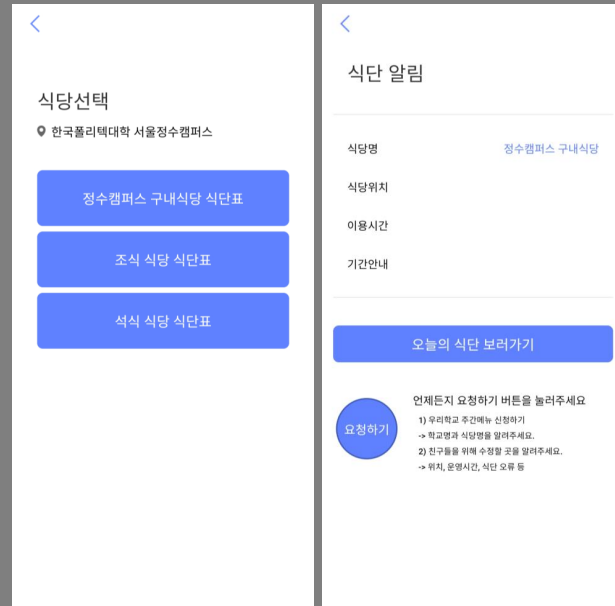 식당선택
한국폴리텍대학 서울정수캠퍼스
정수캠퍼스 구내식당 식단표
조식 식당 식단표
석식 식당 식단표
식단 알림
식당명 정수캠퍼스 구내식당
식당위치
이용시간
기간안내
오늘의 식단 보러가기
요청하기
언제든지 요청하기 버튼을 눌러주세요
1) 우리학교 주간메뉴 신청하기
-> 학교명과 식당명을 알려주세요.
2) 친구들을 위해 수정할 곳을 알려주세요.
-> 위치, 운영시간, 식단 오류 등